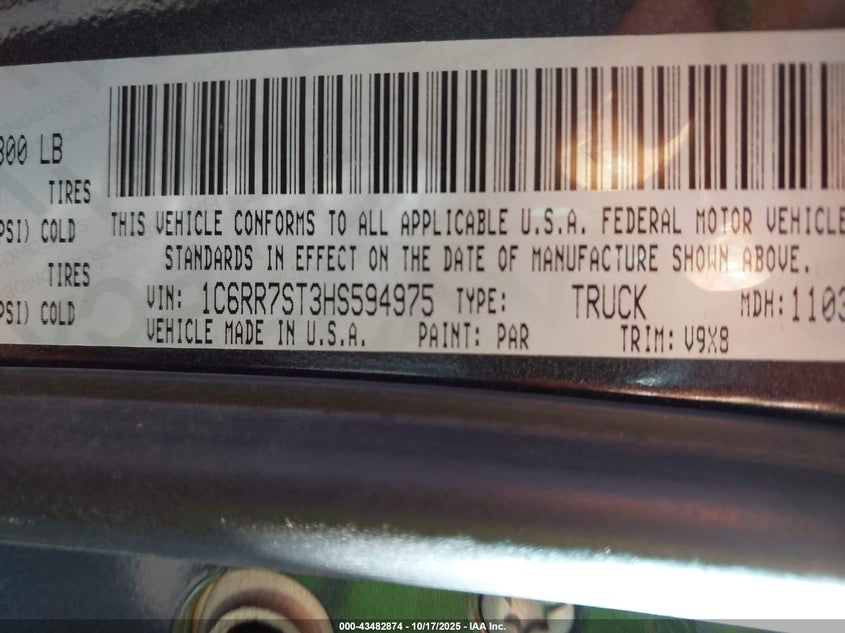 800 LB
TIRES
PSI) COLD
TIRES
PSI) COLD
THIS VEHICLE CONFORMS TO ALL APPLICABLE U.S.A. FEDERAL MOTOR VEHICLE
STANDARDS IN EFFECT ON THE DATE OF MANUFACTURE SHOWN ABOVE.
VIN: 1C6RR7ST3HS594975 TYPE: TRUCK MDH: 1103
VEHICLE MADE IN U.S.A. PAINT: PAR TRIM: V9X8
000-43482874 | 10/17/2025 - IAA Inc.